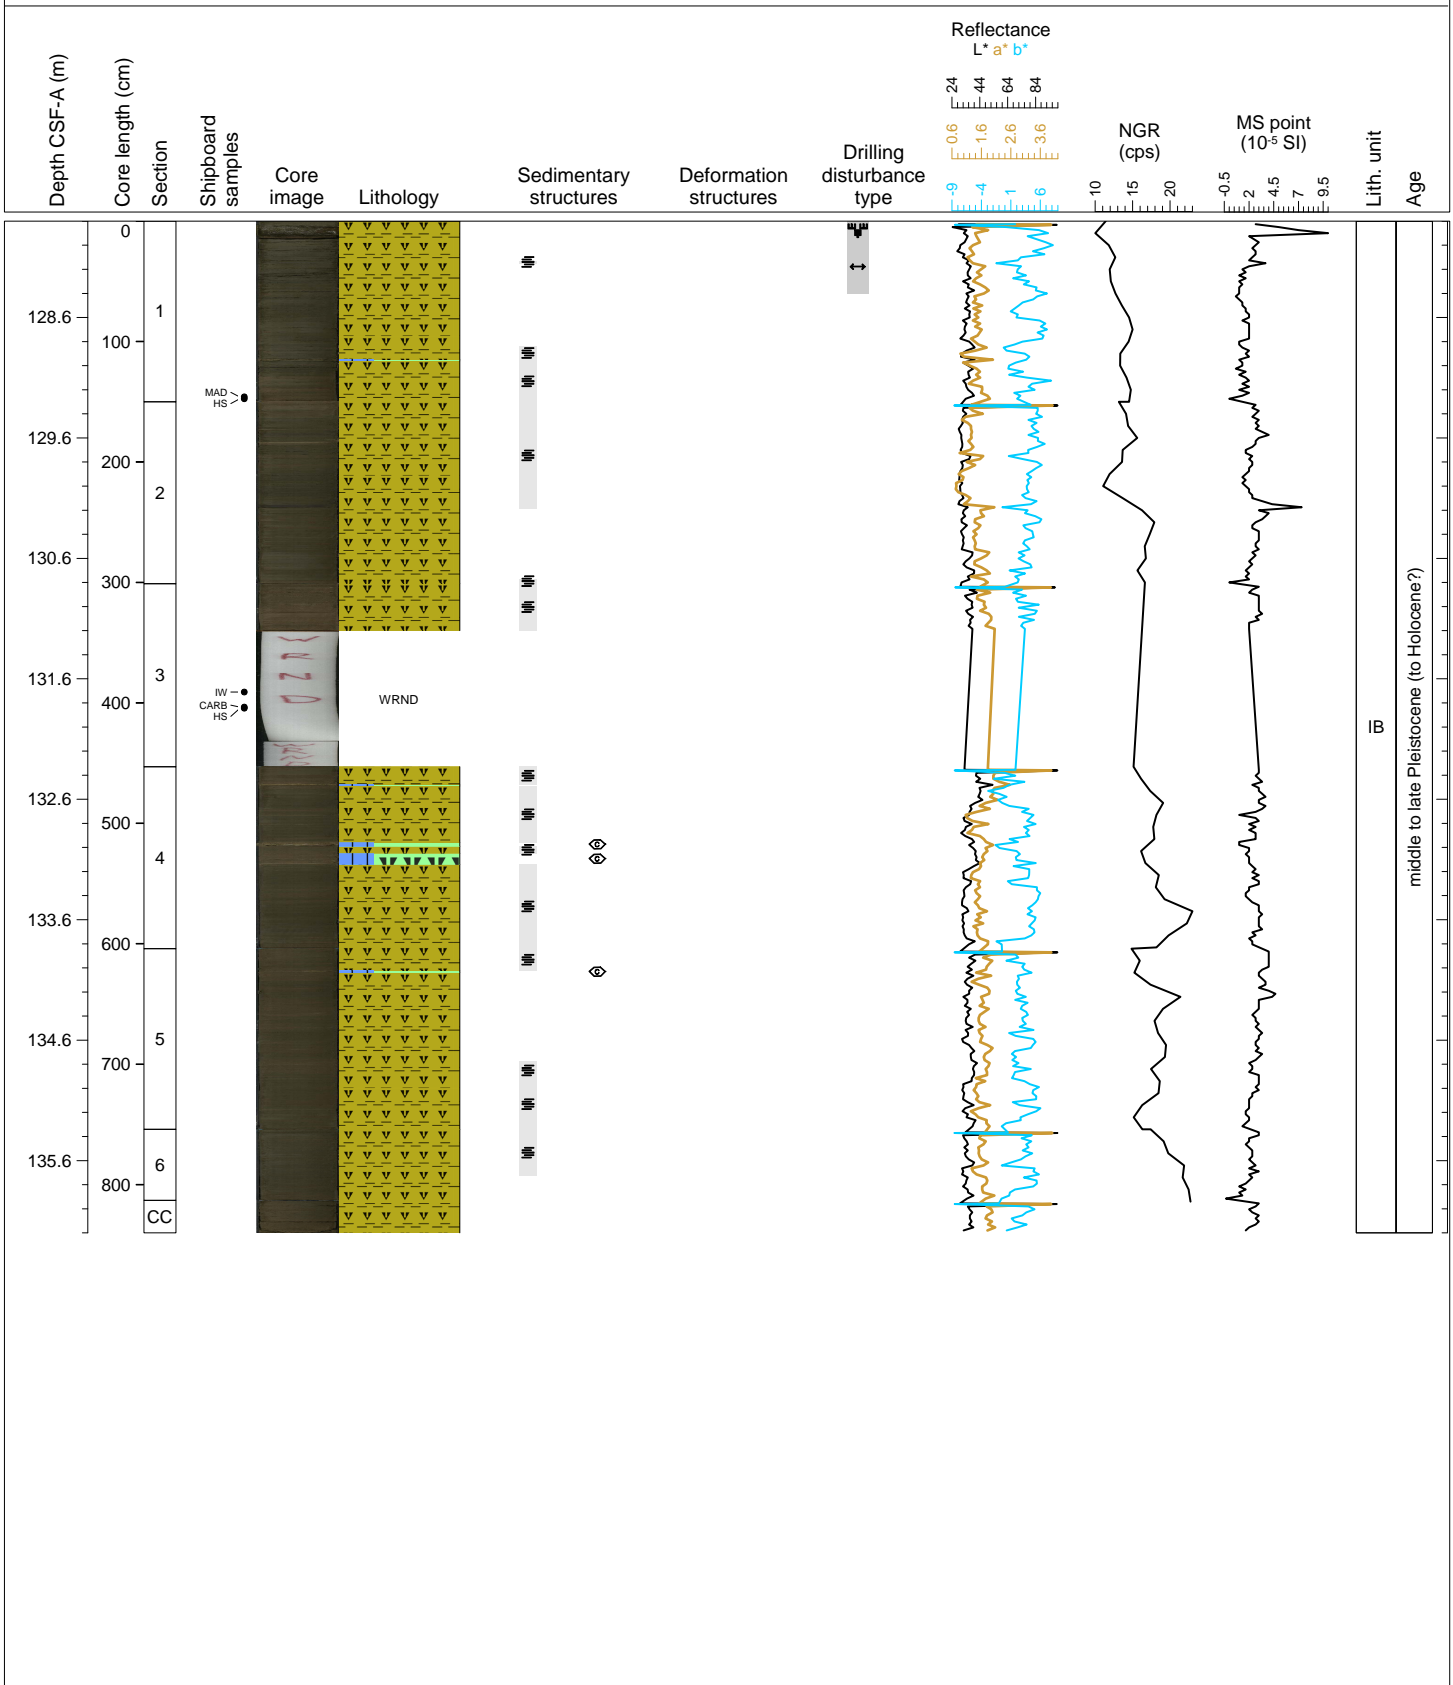 Depth CSF-A (m)
Core length (cm)
Section
Shipboard
samples
Core
image
Lithology
Sedimentary
structures
Deformation
structures
Drilling
disturbance
type
Reflectance
L* a* b*
24 44 64 84
0.6 1.6 2.6 3.6
-9 -4 1 6
NGR
(cps)
10 15 20
MS point
(10-5 SI)
-0.5 2 4.5 7 9.5
Lith. unit
Age
0
1
128.6
100
MAD
HS
129.6
200
2
130.6
300
3
131.6
IW
CARB
HS
400
WRND
IB
middle to late Pleistocene (to Holocene?)
132.6
500
4
c
c
133.6
600
c
5
134.6
700
6
135.6
800
CC